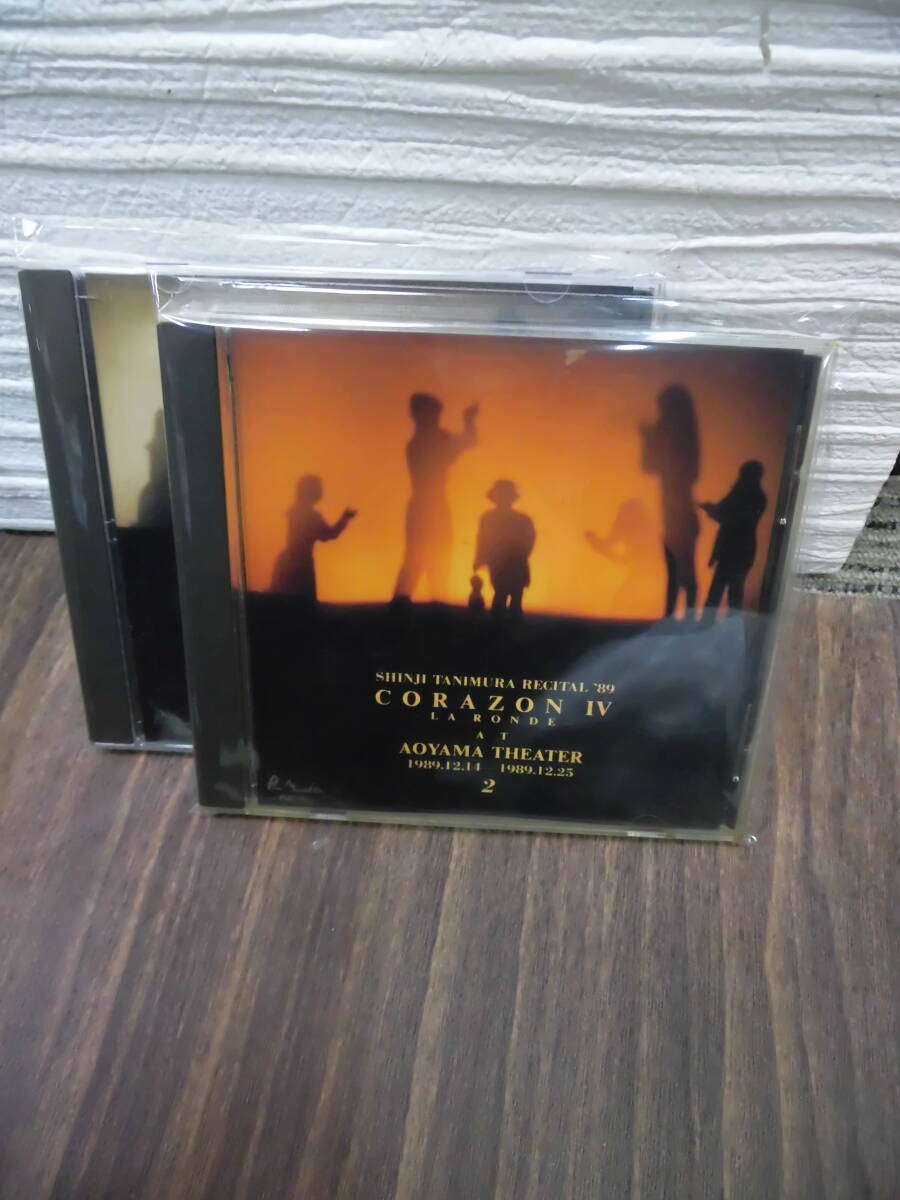 SHINJI TANIMURA RECITAL '89
CORAZON IV
LA RONDE
AT
AOYAMA THEATER
1989.12.14 1989.12.25
2